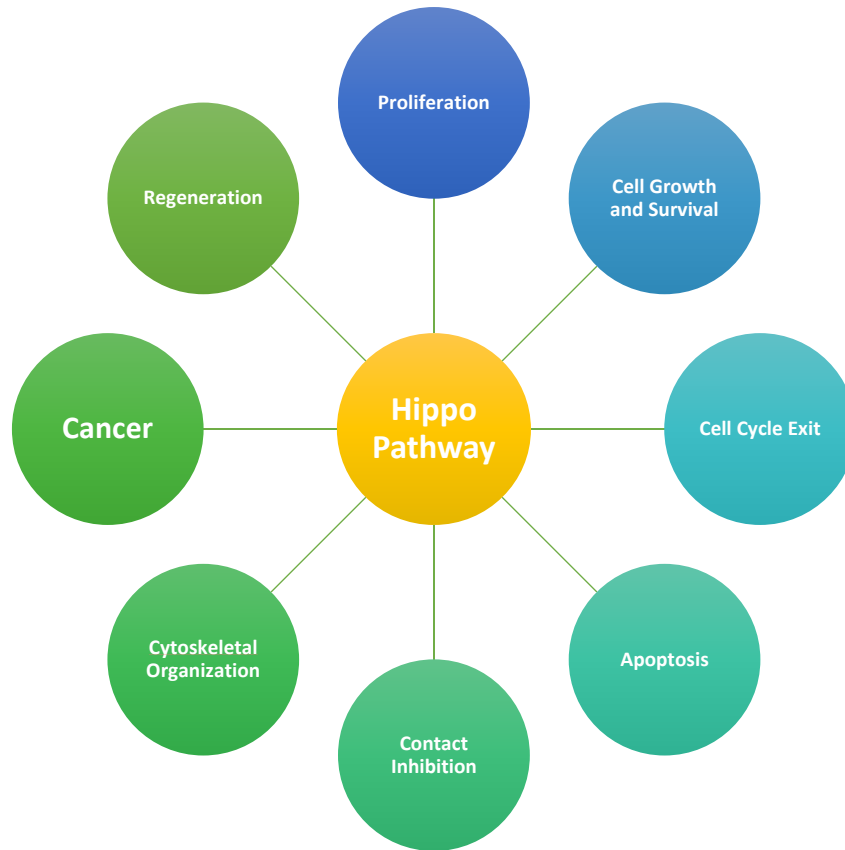 Proliferation
Cell Growth
and Survival
Cell Cycle Exit
Apoptosis
Contact
Inhibition
Cytoskeletal
Organization
Cancer
Regeneration
Hippo
Pathway